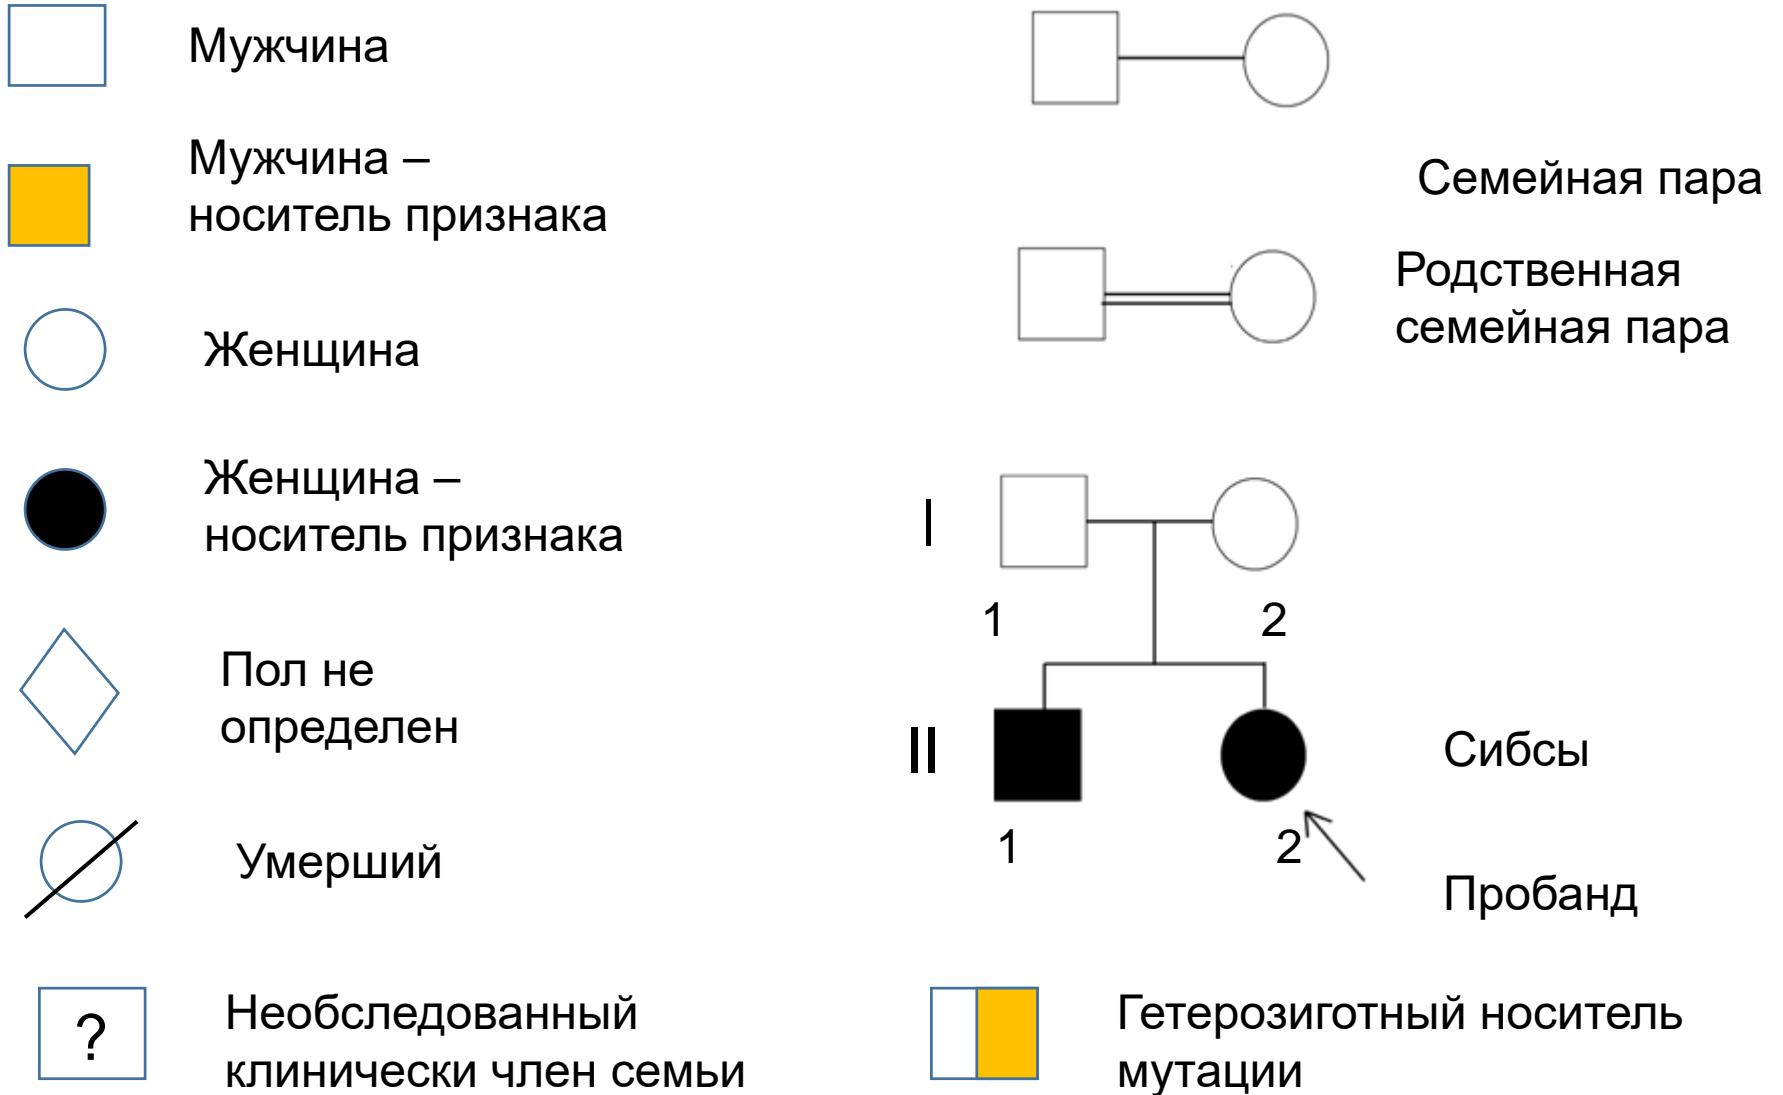 Мужчина
Мужчина –
носитель признака
Женщина
Женщина –
носитель признака
Пол не
определен
Умерший
?
Необследованный
клинически член семьи
Семейная пара
Родственная
семейная пара
I
1 2
II
Сибсы
1 2
Пробанд
Гетерозиготный носитель
мутации